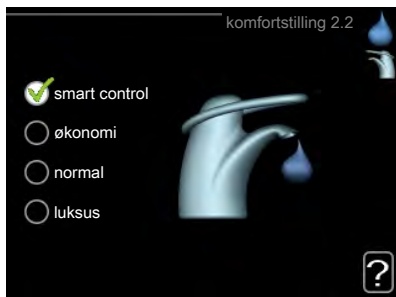 komfortstilling 2.2
smart control
økonomi
normal
luksus
?